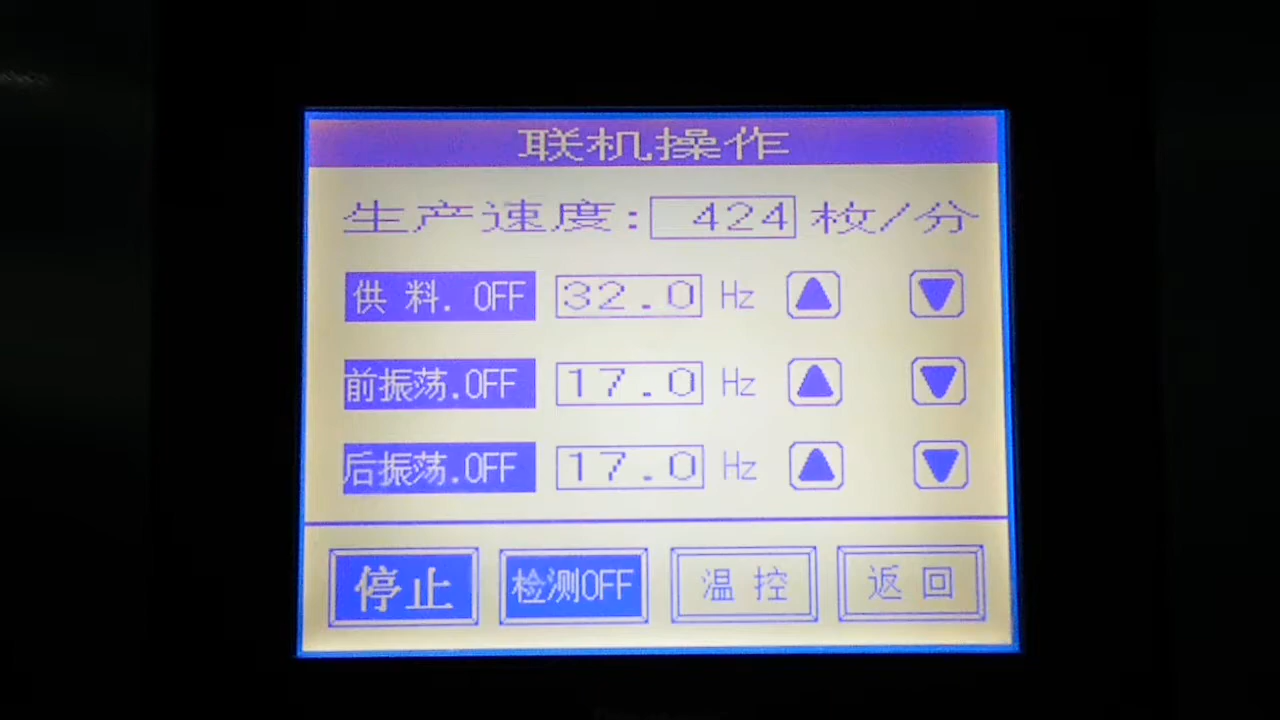 联机操作
生产速度: 424 枚/分
供 料. OFF 32.0 Hz
前振荡.OFF 17.0 Hz
后振荡.OFF 17.0 Hz
停止 检测OFF 温 控 返 回